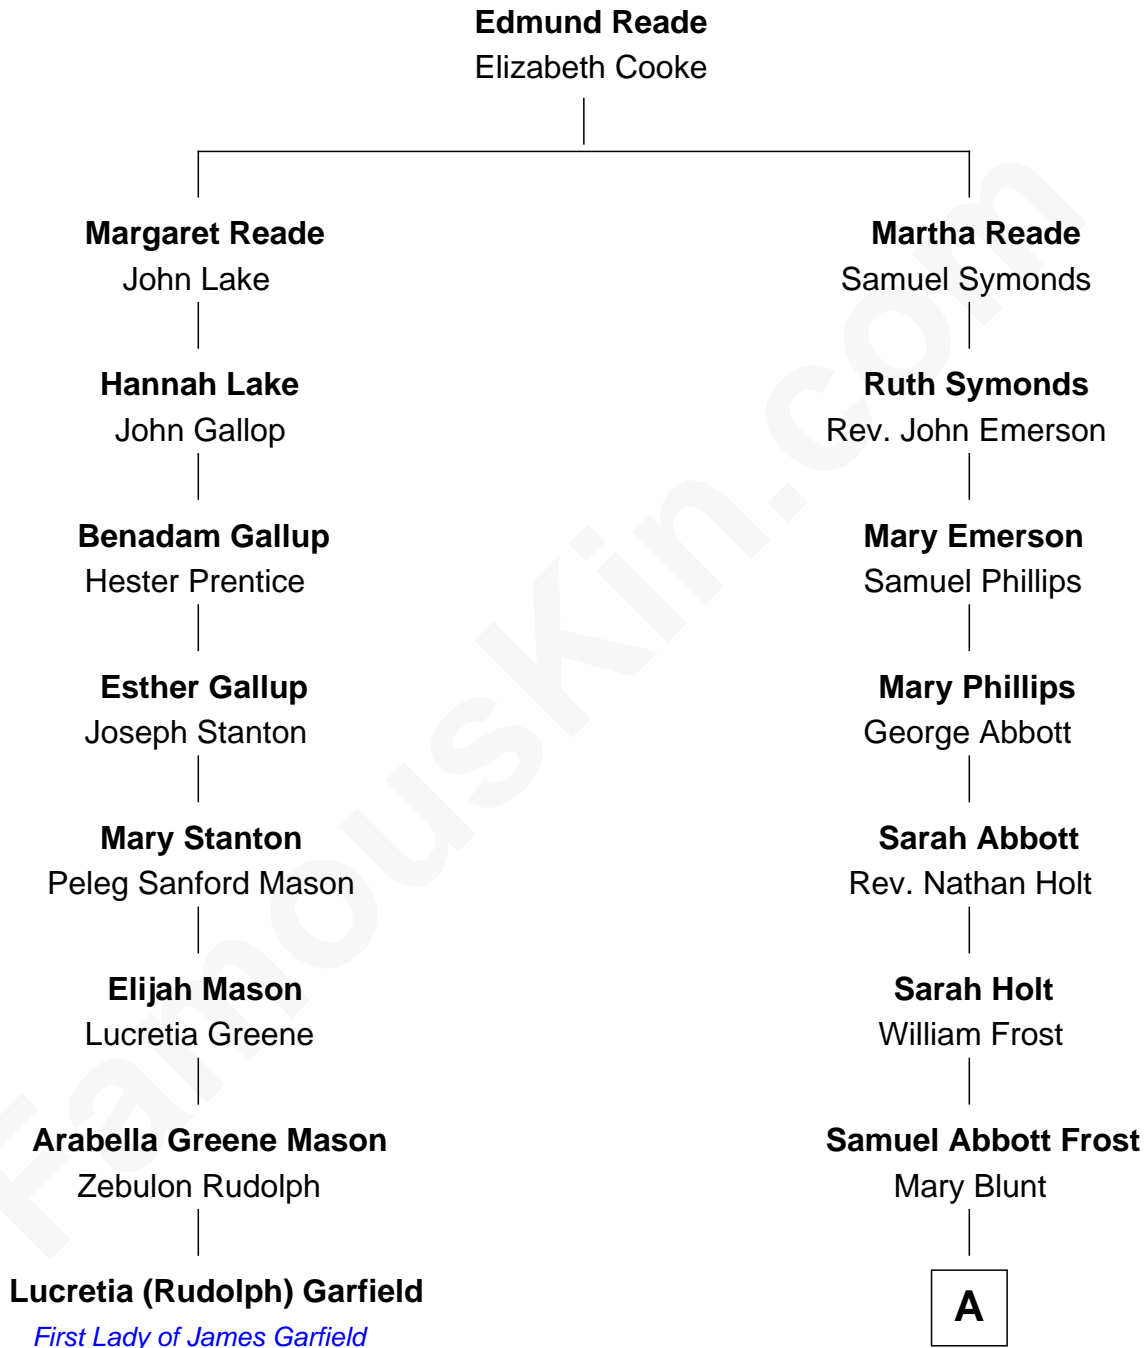 Edmund Reade
Elizabeth Cooke
Margaret Reade
John Lake
Martha Reade
Samuel Symonds
Hannah Lake
John Gallop
Ruth Symonds
Rev. John Emerson
Benadam Gallup
Hester Prentice
Mary Emerson
Samuel Phillips
Esther Gallup
Joseph Stanton
Mary Phillips
George Abbott
Mary Stanton
Peleg Sanford Mason
Sarah Abbott
Rev. Nathan Holt
Elijah Mason
Lucretia Greene
Sarah Holt
William Frost
Arabella Greene Mason
Zebulon Rudolph
Samuel Abbott Frost
Mary Blunt
Lucretia (Rudolph) Garfield
First Lady of James Garfield
A
FamousKin.com